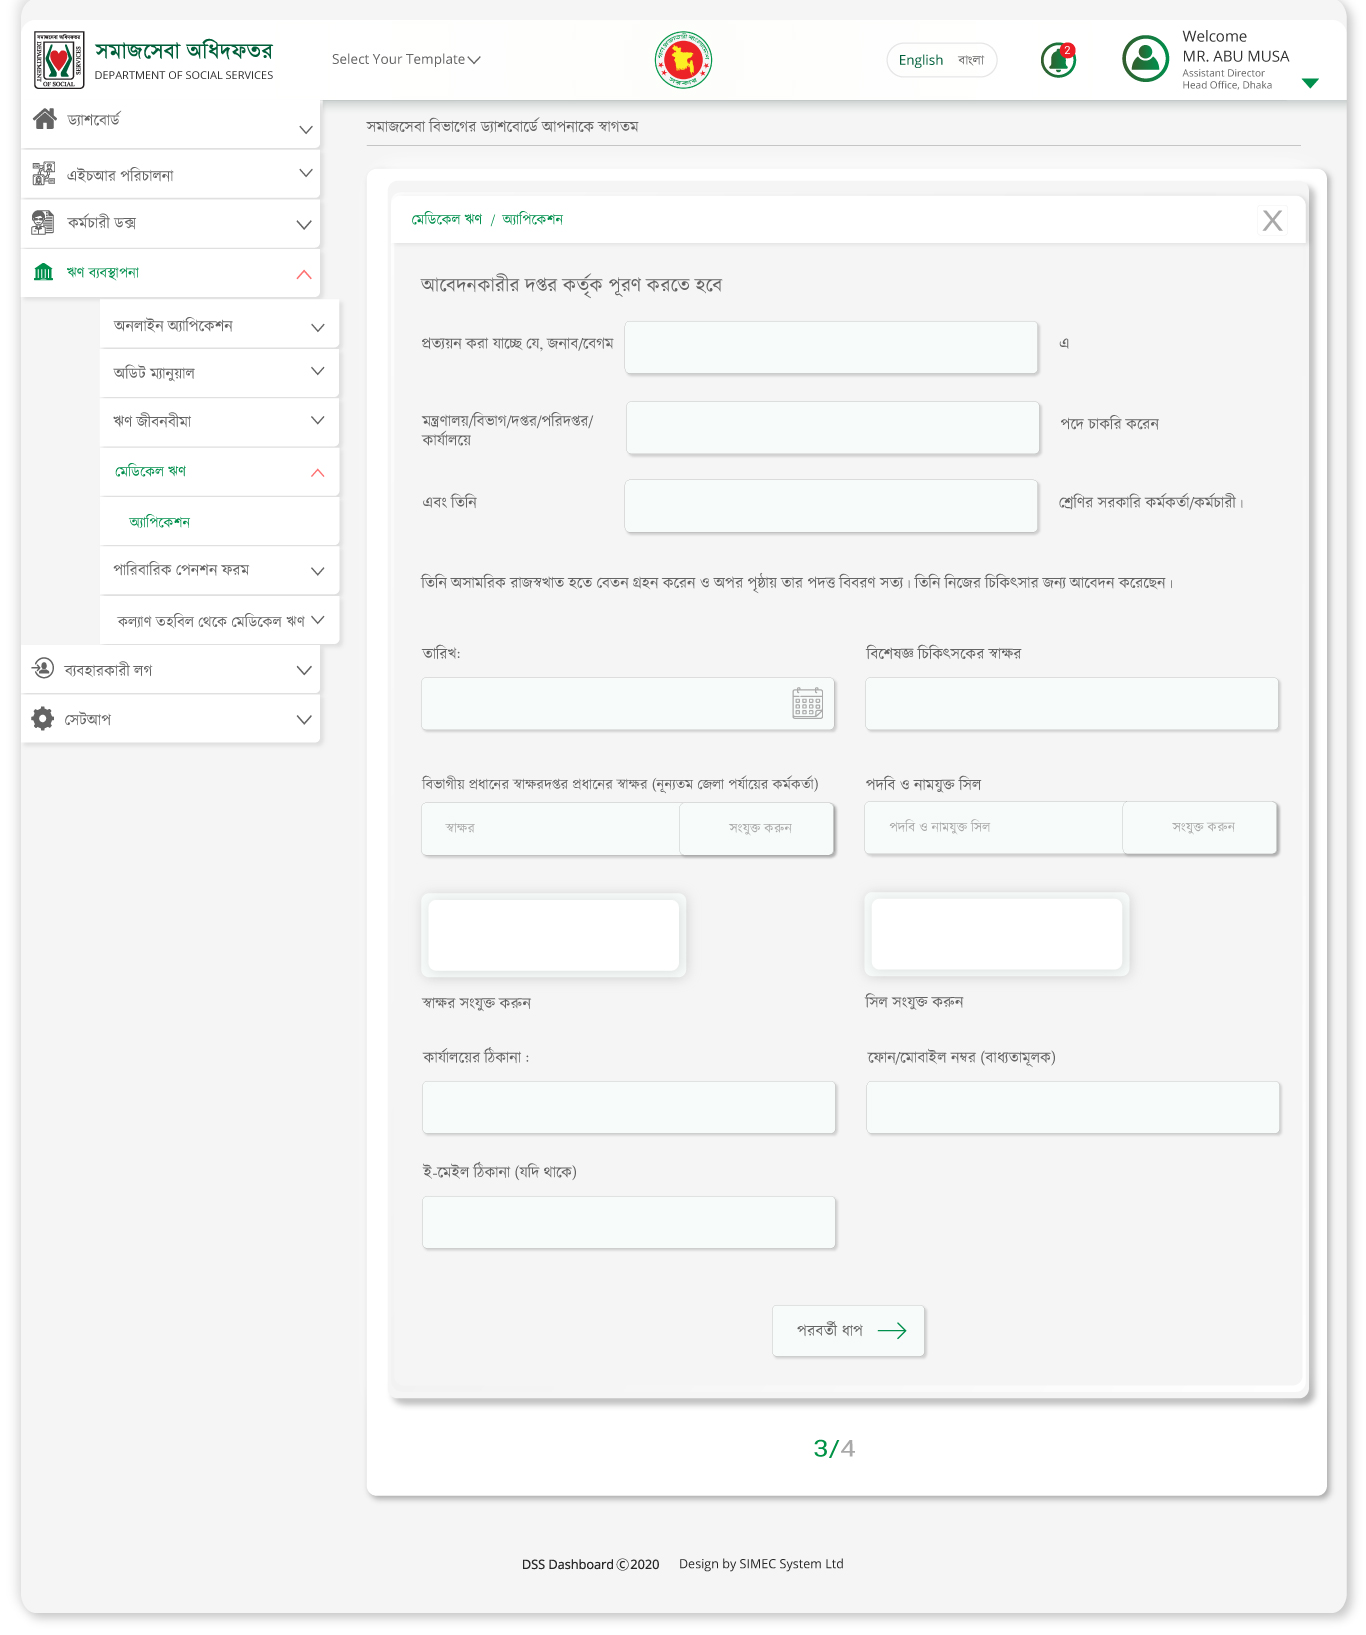 সমাজসেবা অধিদফতর
DEPARTMENT OF SOCIAL SERVICES
Select Your Template
English বাংলা
2
Welcome
MR. ABU MUSA
Assistant Director
Head Office, Dhaka
ড্যাশবোর্ড
এইচআর পরিচালনা
কর্মচারী ডক্স
ঋণ ব্যবস্থাপনা
অনলাইন অ্যাপিকেশন
অডিট ম্যানুয়াল
ঋণ জীবনবীমা
মেডিকেল ঋণ
অ্যাপিকেশন
পারিবারিক পেনশন ফরম
কল্যাণ তহবিল থেকে মেডিকেল ঋণ
ব্যবহারকারী লগ
সেটআপ
সমাজসেবা বিভাগের ড্যাশবোর্ডে আপনাকে স্বাগতম
মেডিকেল ঋণ / অ্যাপিকেশন
X
আবেদনকারীর দপ্তর কর্তৃক পূরণ করতে হবে
প্রত্যয়ন করা যাচ্ছে যে, জনাব/বেগম এ
মন্ত্রণালয়/বিভাগ/দপ্তর/পরিদপ্তর/
কার্যালয়ে
পদে চাকরি করেন
এবং তিনি শ্রেণির সরকারি কর্মকর্তা/কর্মচারী।
তিনি অসামরিক রাজস্বখাত হতে বেতন গ্রহন করেন ও অপর পৃষ্ঠায় তার পদত্ত বিবরণ সত্য। তিনি নিজের চিকিৎসার জন্য আবেদন করেছেন।
তারিখ: বিশেষজ্ঞ চিকিৎসকের স্বাক্ষর
বিভাগীয় প্রধানের স্বাক্ষরদপ্তর প্রধানের স্বাক্ষর (নূন্যতম জেলা পর্যায়ের কর্মকর্তা) পদবি ও নামযুক্ত সিল
স্বাক্ষর সংযুক্ত করুন পদবি ও নামযুক্ত সিল সংযুক্ত করুন
স্বাক্ষর সংযুক্ত করুন সিল সংযুক্ত করুন
কার্যালয়ের ঠিকানা : ফোন/মোবাইল নম্বর (বাধ্যতামূলক)
ই-মেইল ঠিকানা (যদি থাকে)
পরবর্তী ধাপ
3/4
DSS Dashboard ©2020 Design by SIMEC System Ltd